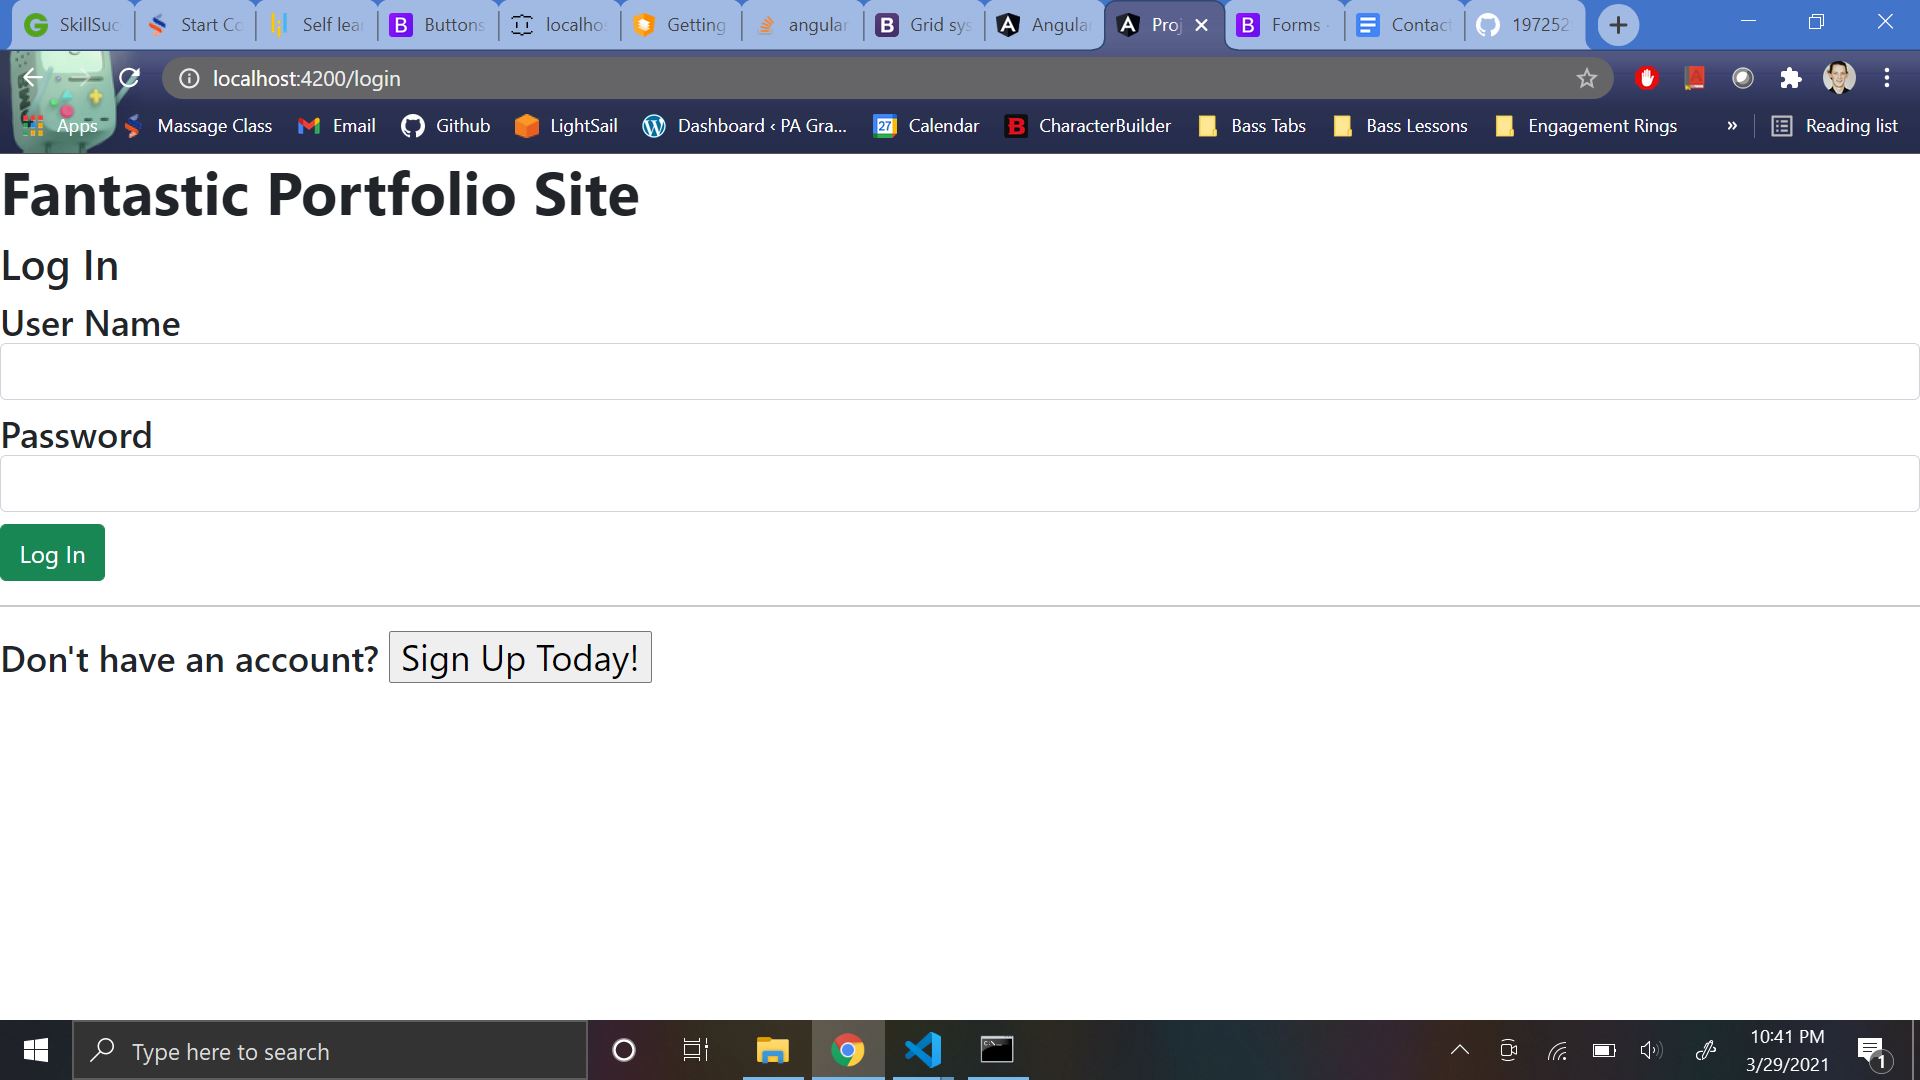 SkillSuc
Start Co
Self lear
Buttons
localhos
Getting
angular
Grid sys
Angular
Proj
Forms -
Contact
197252
localhost:4200/login
Apps
Massage Class
Email
Github
LightSail
Dashboard ‹ PA Gra...
27
Calendar
CharacterBuilder
Bass Tabs
Bass Lessons
Engagement Rings
»
Reading list
Fantastic Portfolio Site
Log In
User Name
Password
Log In
Don't have an account? Sign Up Today!
Type here to search
10:41 PM
3/29/2021
1